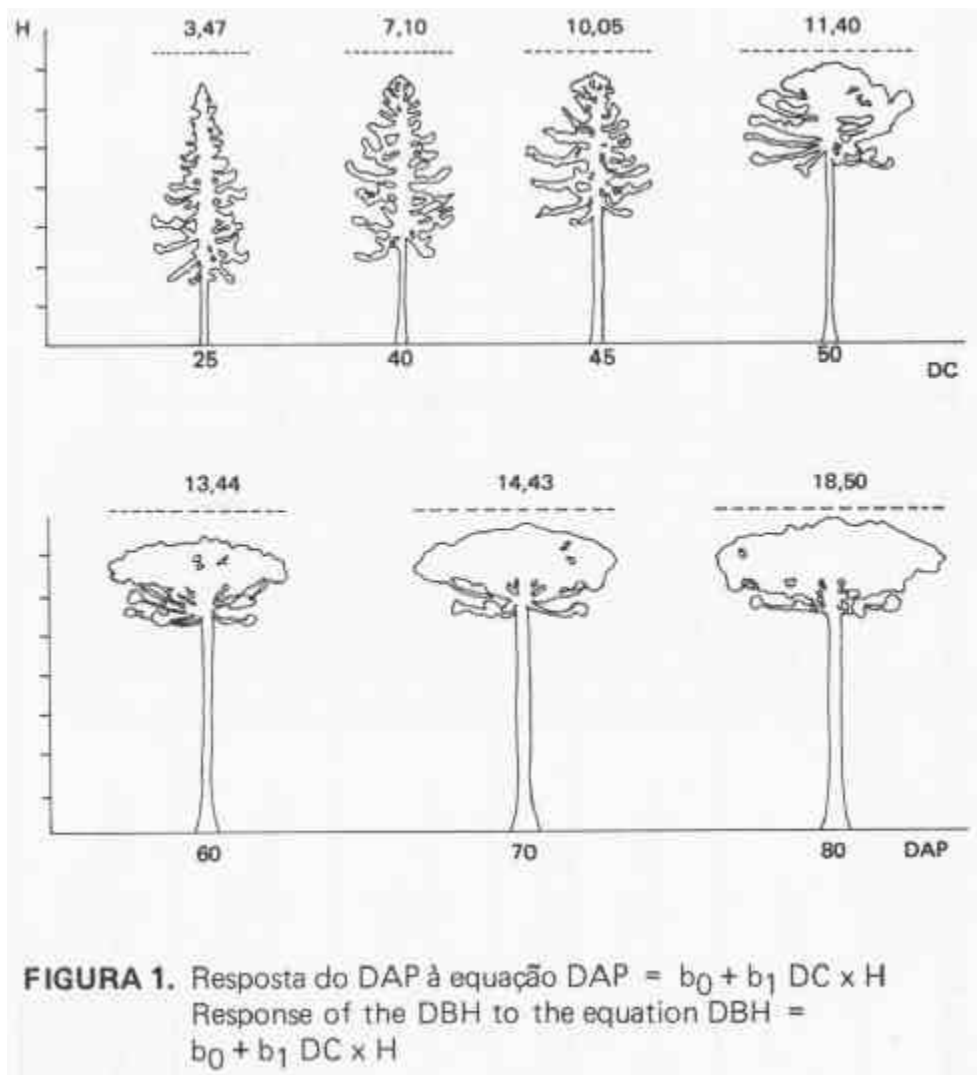 H 3,47 7,10 10,05 11,40
25 40 45 50
DC
13,44 14,43 18,50
60 70 80 DAP
FIGURA 1. Resposta do DAP à equação DAP = b0 + b1 DC x H
Response of the DBH to the equation DBH =
b0 + b1 DC x H